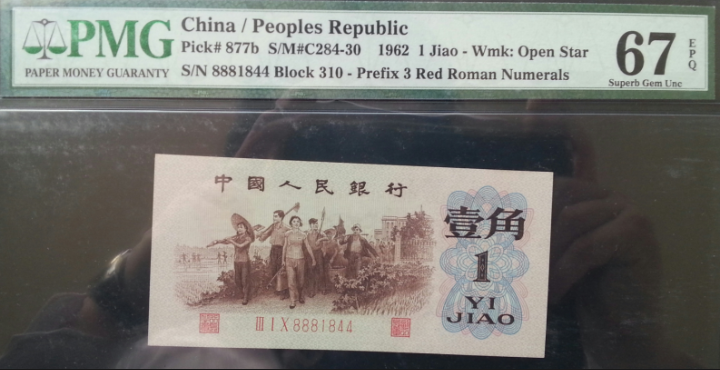 PMG
PAPER MONEY GUARANTY
China / Peoples Republic
Pick# 877b S/M#C284-30 1962 1 Jiao - Wmk: Open Star
S/N 8881844 Block 310 - Prefix 3 Red Roman Numerals
67
EPQ
Superb Gem Unc
中國人民銀行
壹角
1
YI
JIAO
III I X 8881844